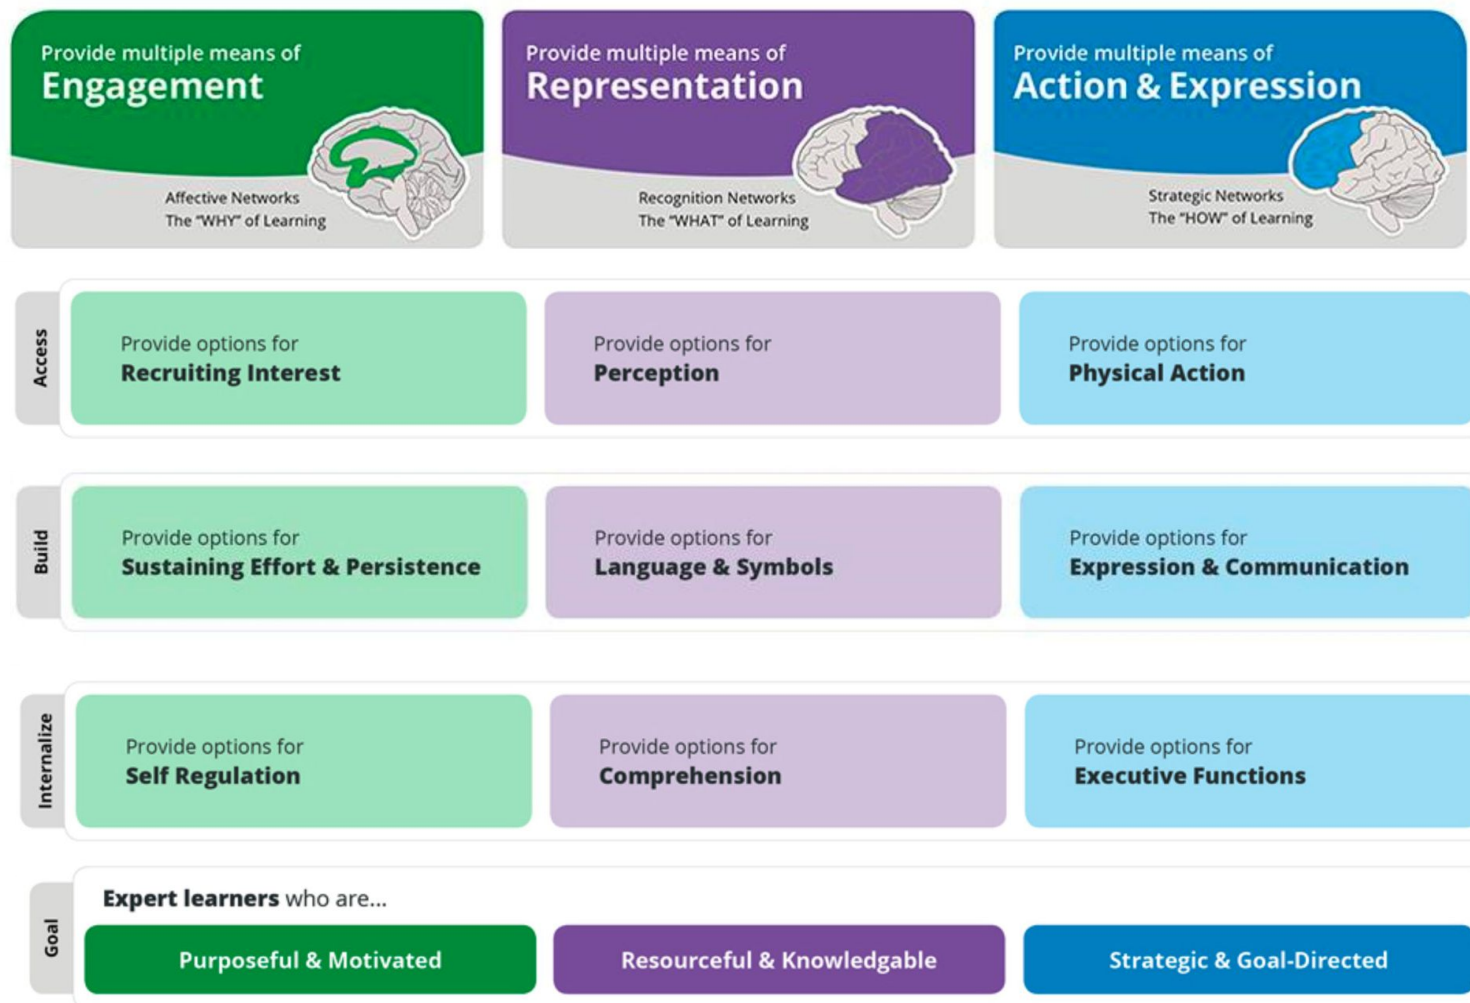 Provide multiple means of
Engagement
Affective Networks
The “WHY” of Learning
Provide multiple means of
Representation
Recognition Networks
The “WHAT” of Learning
Provide multiple means of
Action & Expression
Strategic Networks
The “HOW” of Learning
Access
Provide options for
Recruiting Interest
Provide options for
Perception
Provide options for
Physical Action
Build
Provide options for
Sustaining Effort & Persistence
Provide options for
Language & Symbols
Provide options for
Expression & Communication
Internalize
Provide options for
Self Regulation
Provide options for
Comprehension
Provide options for
Executive Functions
Goal
Expert learners who are...
Purposeful & Motivated
Resourceful & Knowledgable
Strategic & Goal-Directed